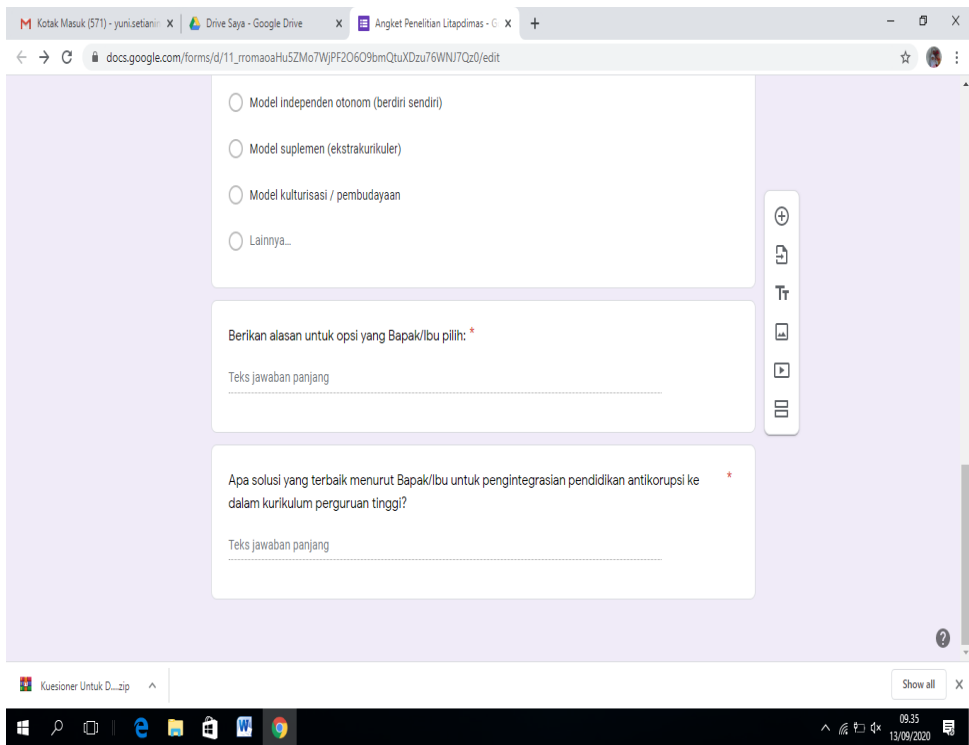 Kotak Masuk (571) - yuni.setianin
Drive Saya - Google Drive
Angket Penelitian Litapdimas - G
docs.google.com/forms/d/11_rromaoaHu5ZMo7WjPF2O6O9bmQtuXDzu76WNJ7Qz0/edit
Model independen otonom (berdiri sendiri)
Model suplemen (ekstrakurikuler)
Model kulturisasi / pembudayaan
Lainnya...
Berikan alasan untuk opsi yang Bapak/Ibu pilih: *
Teks jawaban panjang
Apa solusi yang terbaik menurut Bapak/Ibu untuk pengintegrasian pendidikan antikorupsi ke *
dalam kurikulum perguruan tinggi?
Teks jawaban panjang
Kuesioner Untuk D....zip
Show all
09.35
13/09/2020